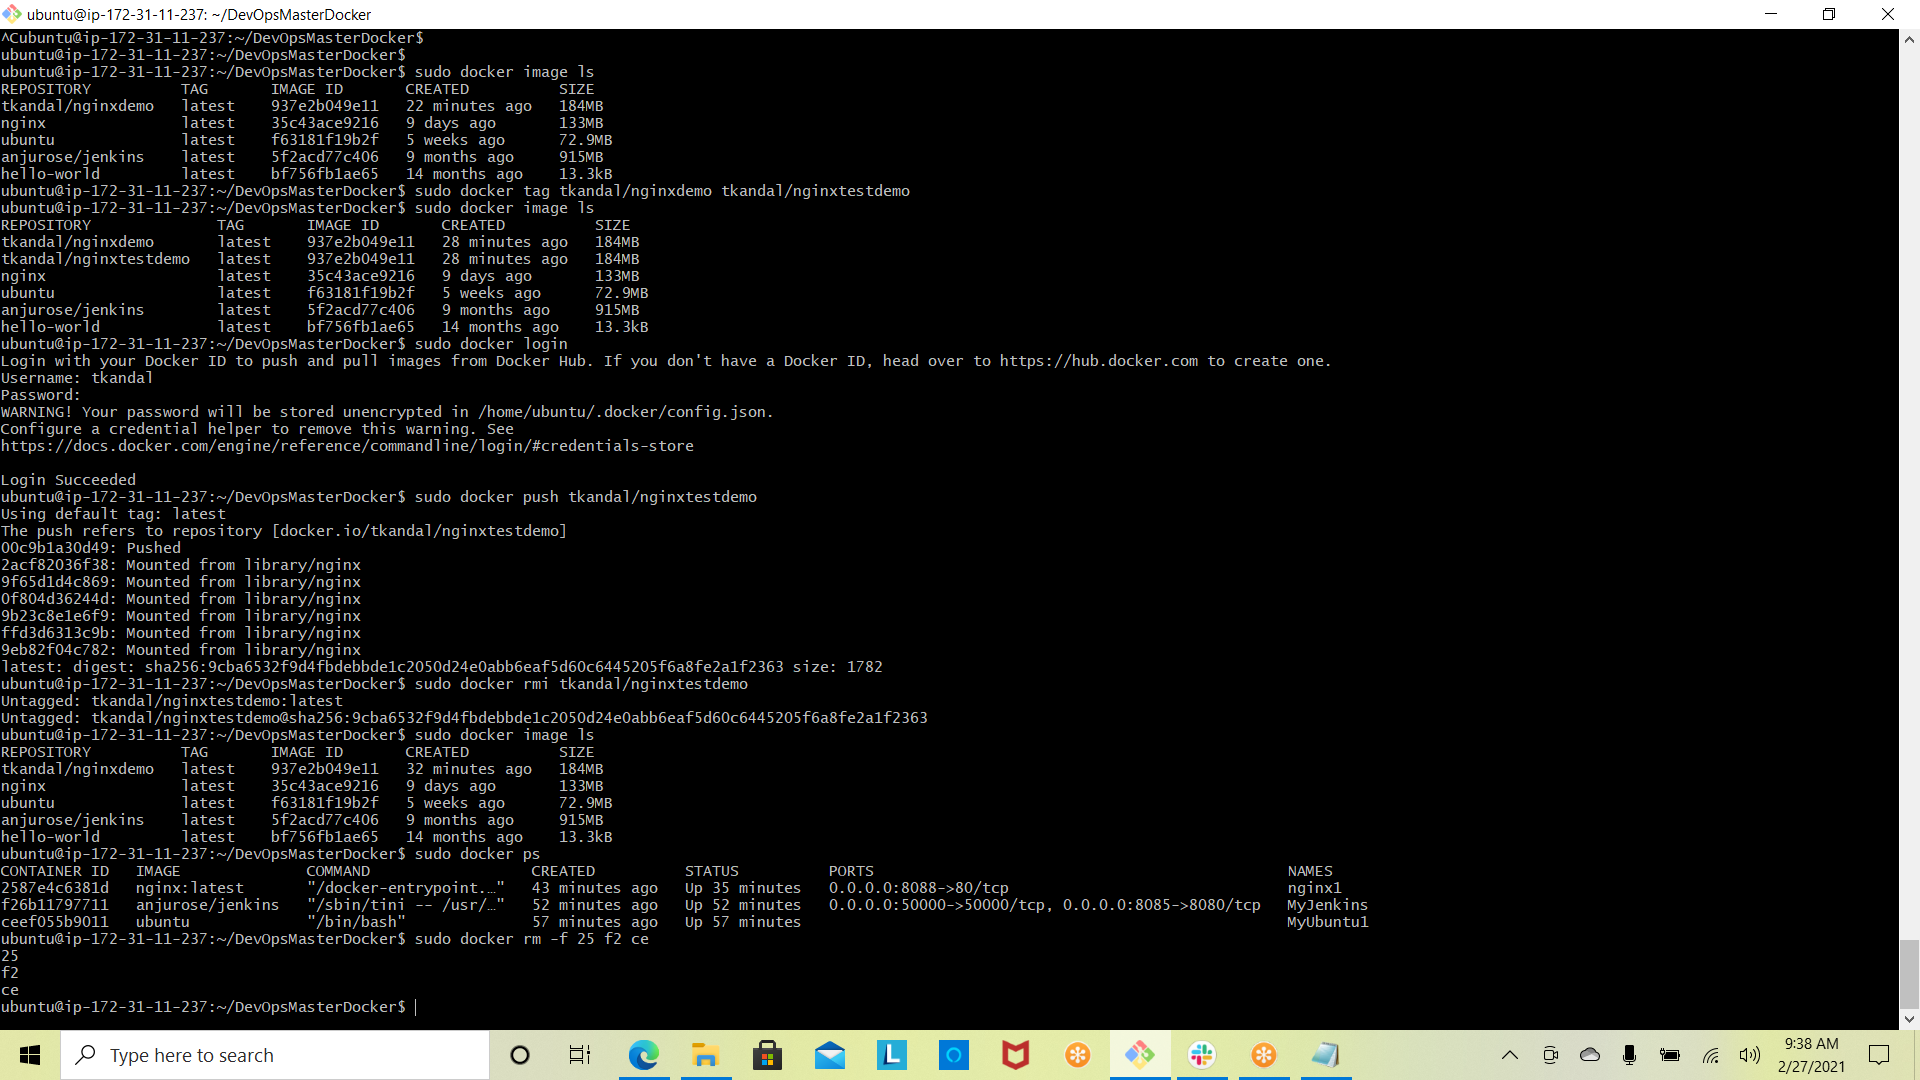 ubuntu@ip-172-31-11-237: ~/DevOpsMasterDocker
^Cubuntu@ip-172-31-11-237:~/DevOpsMasterDocker$
ubuntu@ip-172-31-11-237:~/DevOpsMasterDocker$
ubuntu@ip-172-31-11-237:~/DevOpsMasterDocker$ sudo docker image ls
REPOSITORY          TAG       IMAGE ID       CREATED          SIZE
tkandal/nginxdemo   latest    937e2b049e11   22 minutes ago   184MB
nginx               latest    35c43ace9216   9 days ago       133MB
ubuntu              latest    f63181f19b2f   5 weeks ago      72.9MB
anjurose/jenkins    latest    5f2acd77c406   9 months ago     915MB
hello-world         latest    bf756fb1ae65   14 months ago    13.3kB
ubuntu@ip-172-31-11-237:~/DevOpsMasterDocker$ sudo docker tag tkandal/nginxdemo tkandal/nginxtestdemo
ubuntu@ip-172-31-11-237:~/DevOpsMasterDocker$ sudo docker image ls
REPOSITORY              TAG       IMAGE ID       CREATED          SIZE
tkandal/nginxdemo       latest    937e2b049e11   28 minutes ago   184MB
tkandal/nginxtestdemo   latest    937e2b049e11   28 minutes ago   184MB
nginx                   latest    35c43ace9216   9 days ago       133MB
ubuntu                  latest    f63181f19b2f   5 weeks ago      72.9MB
anjurose/jenkins        latest    5f2acd77c406   9 months ago     915MB
hello-world             latest    bf756fb1ae65   14 months ago    13.3kB
ubuntu@ip-172-31-11-237:~/DevOpsMasterDocker$ sudo docker login
Login with your Docker ID to push and pull images from Docker Hub. If you don't have a Docker ID, head over to https://hub.docker.com to create one.
Username: tkandal
Password:
WARNING! Your password will be stored unencrypted in /home/ubuntu/.docker/config.json.
Configure a credential helper to remove this warning. See
https://docs.docker.com/engine/reference/commandline/login/#credentials-store
Login Succeeded
ubuntu@ip-172-31-11-237:~/DevOpsMasterDocker$ sudo docker push tkandal/nginxtestdemo
Using default tag: latest
The push refers to repository [docker.io/tkandal/nginxtestdemo]
00c9b1a30d49: Pushed
2acf82036f38: Mounted from library/nginx
9f65d1d4c869: Mounted from library/nginx
0f804d36244d: Mounted from library/nginx
9b23c8e1e6f9: Mounted from library/nginx
ffd3d6313c9b: Mounted from library/nginx
9eb82f04c782: Mounted from library/nginx
latest: digest: sha256:9cba6532f9d4fbdebbde1c2050d24e0abb6eaf5d60c6445205f6a8fe2a1f2363 size: 1782
ubuntu@ip-172-31-11-237:~/DevOpsMasterDocker$ sudo docker rmi tkandal/nginxtestdemo
Untagged: tkandal/nginxtestdemo:latest
Untagged: tkandal/nginxtestdemo@sha256:9cba6532f9d4fbdebbde1c2050d24e0abb6eaf5d60c6445205f6a8fe2a1f2363
ubuntu@ip-172-31-11-237:~/DevOpsMasterDocker$ sudo docker image ls
REPOSITORY          TAG       IMAGE ID       CREATED          SIZE
tkandal/nginxdemo   latest    937e2b049e11   32 minutes ago   184MB
nginx               latest    35c43ace9216   9 days ago       133MB
ubuntu              latest    f63181f19b2f   5 weeks ago      72.9MB
anjurose/jenkins    latest    5f2acd77c406   9 months ago     915MB
hello-world         latest    bf756fb1ae65   14 months ago    13.3kB
ubuntu@ip-172-31-11-237:~/DevOpsMasterDocker$ sudo docker ps
CONTAINER ID   IMAGE              COMMAND                  CREATED          STATUS          PORTS                                              NAMES
2587e4c6381d   nginx:latest       "/docker-entrypoint.…"   43 minutes ago   Up 35 minutes   0.0.0.0:8088->80/tcp                               nginx1
f26b11797711   anjurose/jenkins   "/sbin/tini -- /usr/…"   52 minutes ago   Up 52 minutes   0.0.0.0:50000->50000/tcp, 0.0.0.0:8085->8080/tcp   MyJenkins
ceef055b9011   ubuntu             "/bin/bash"              57 minutes ago   Up 57 minutes                                                      MyUbuntu1
ubuntu@ip-172-31-11-237:~/DevOpsMasterDocker$ sudo docker rm -f 25 f2 ce
25
f2
ce
ubuntu@ip-172-31-11-237:~/DevOpsMasterDocker$
Type here to search
L
9:38 AM
2/27/2021